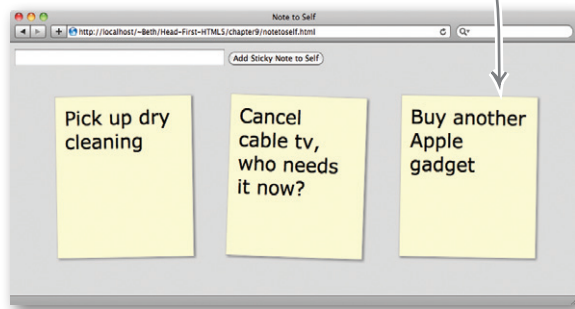 Note to Self
http://localhost/~Beth/Head-First-HTML5/chapter9/notetoself.html
Add Sticky Note to Self
Pick up dry
cleaning
Cancel
cable tv,
who needs
it now?
Buy another
Apple
gadget